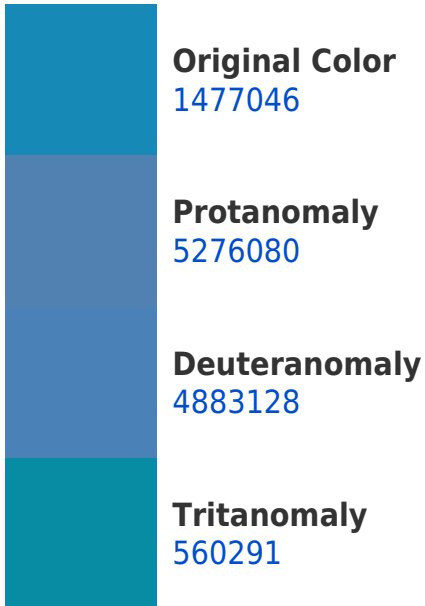 Original Color
1477046
Protanomaly
5276080
Deuteranomaly
4883128
Tritanomaly
560291